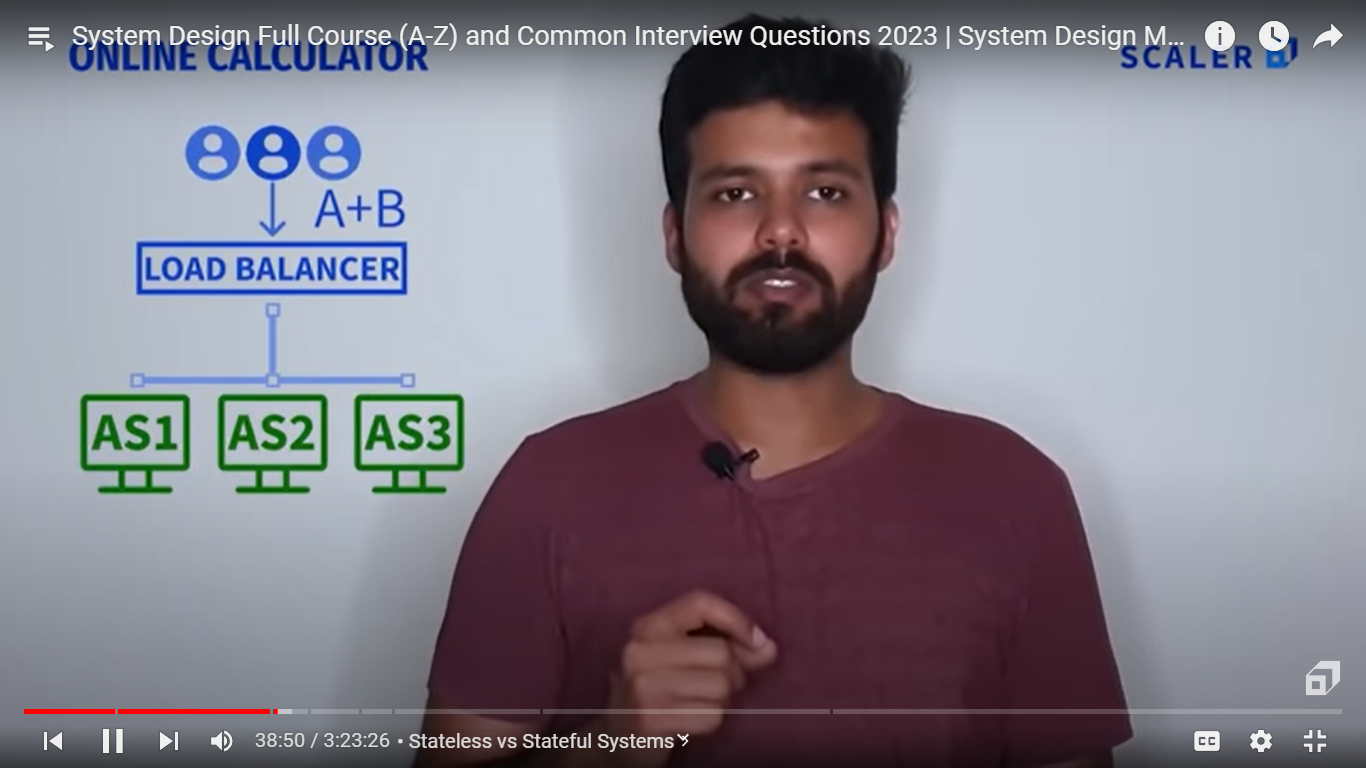 System Design Full Course (A-Z) and Common Interview Questions 2023 | System Design M...
ONLINE CALCULATOR
SCALER
A+B
LOAD BALANCER
AS1 AS2 AS3
38:50 / 3:23:26 • Stateless vs Stateful Systems
CC